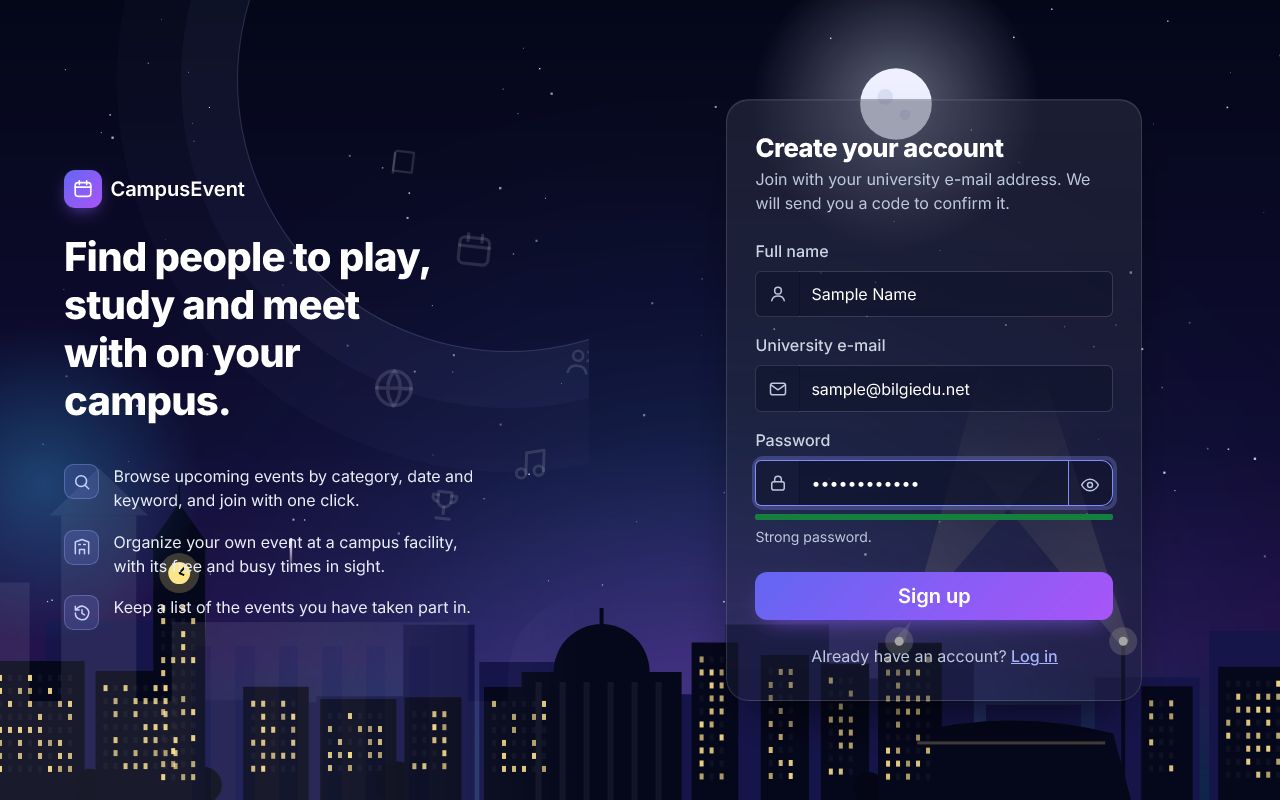 CampusEvent
Find people to play,
study and meet
with on your
campus.
Browse upcoming events by category, date and
keyword, and join with one click.
Organize your own event at a campus facility,
with its free and busy times in sight.
Keep a list of the events you have taken part in.
Create your account
Join with your university e-mail address. We
will send you a code to confirm it.
Full name
Sample Name
University e-mail
sample@bilgiedu.net
Password
••••••••••••
Strong password.
Sign up
Already have an account? Log in